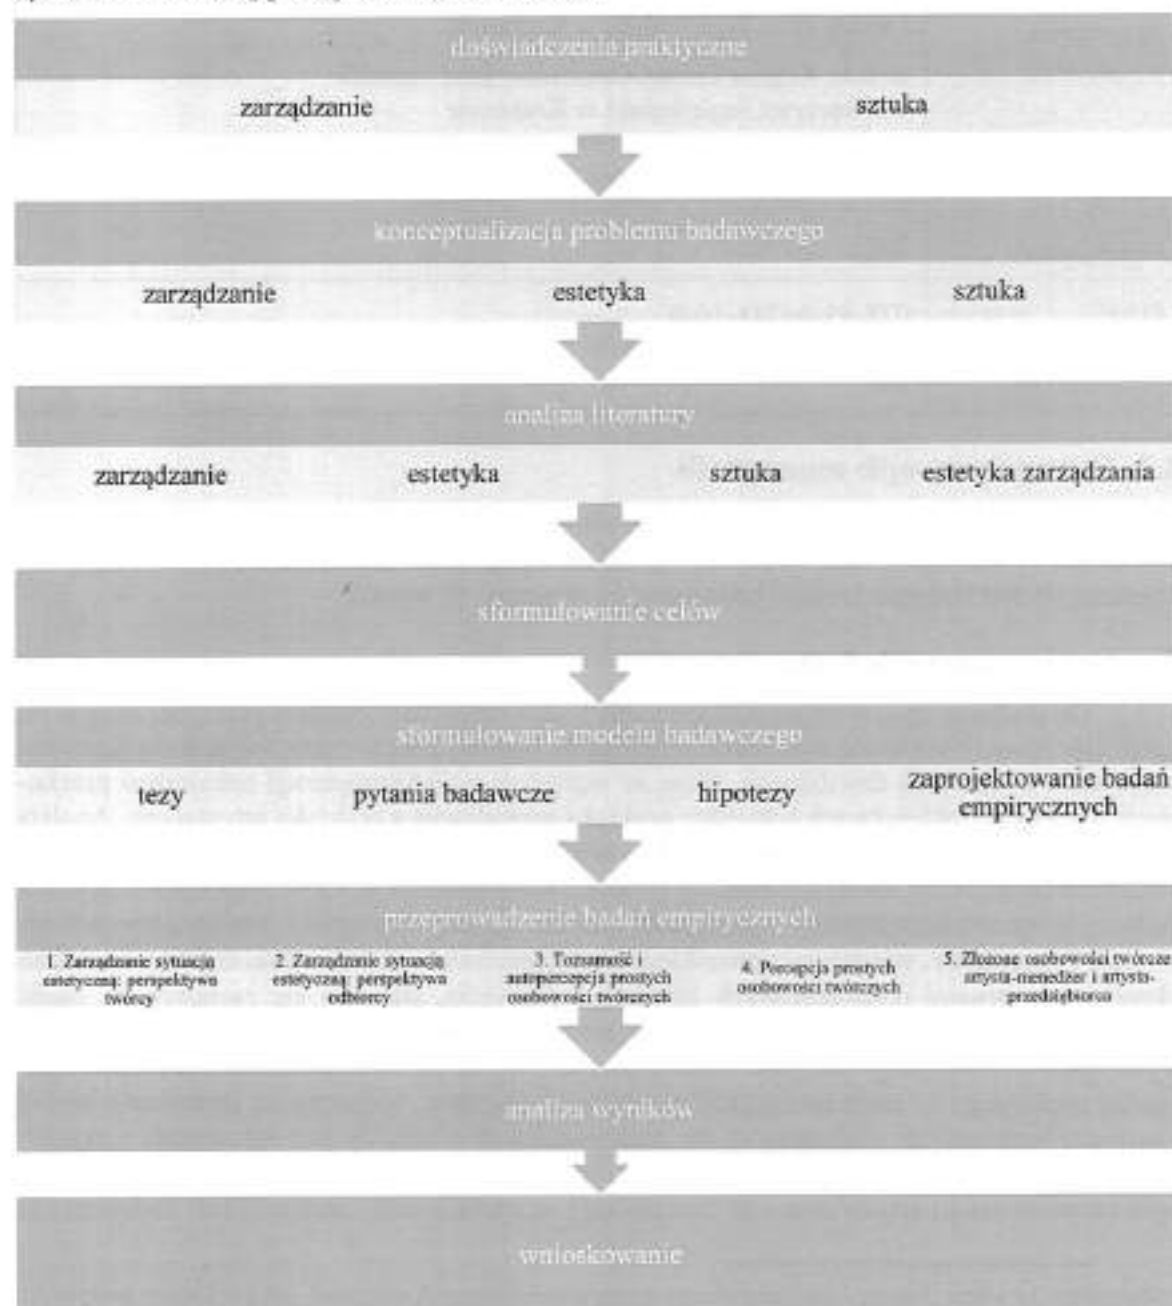 doświadczenia praktyczne
zarządzanie sztuka
konceptualizacja problemu badawczego
zarządzanie estetyka sztuka
analiza literatury
zarządzanie estetyka sztuka estetyka zarządzania
sformułowanie celów
sformułowanie modelu badawczego
tezy pytania badawcze hipotezy zaprojektowanie badań
empirycznych
przeprowadzenie badań empirycznych
1. Zarządzanie sytuacją
estetyczną: perspektywa
twórcy
2. Zarządzanie sytuacją
estetyczną: perspektywa
odbiorcy
3. Tożsamość i
autopercepcja prostych
osobowości twórczych
4. Percepcja prostych
osobowości twórczych
5. Złożone osobowości twórcze
artysta-menedżer i artysta-
przedsiębiorca
analiza wyników
wnioskowanie